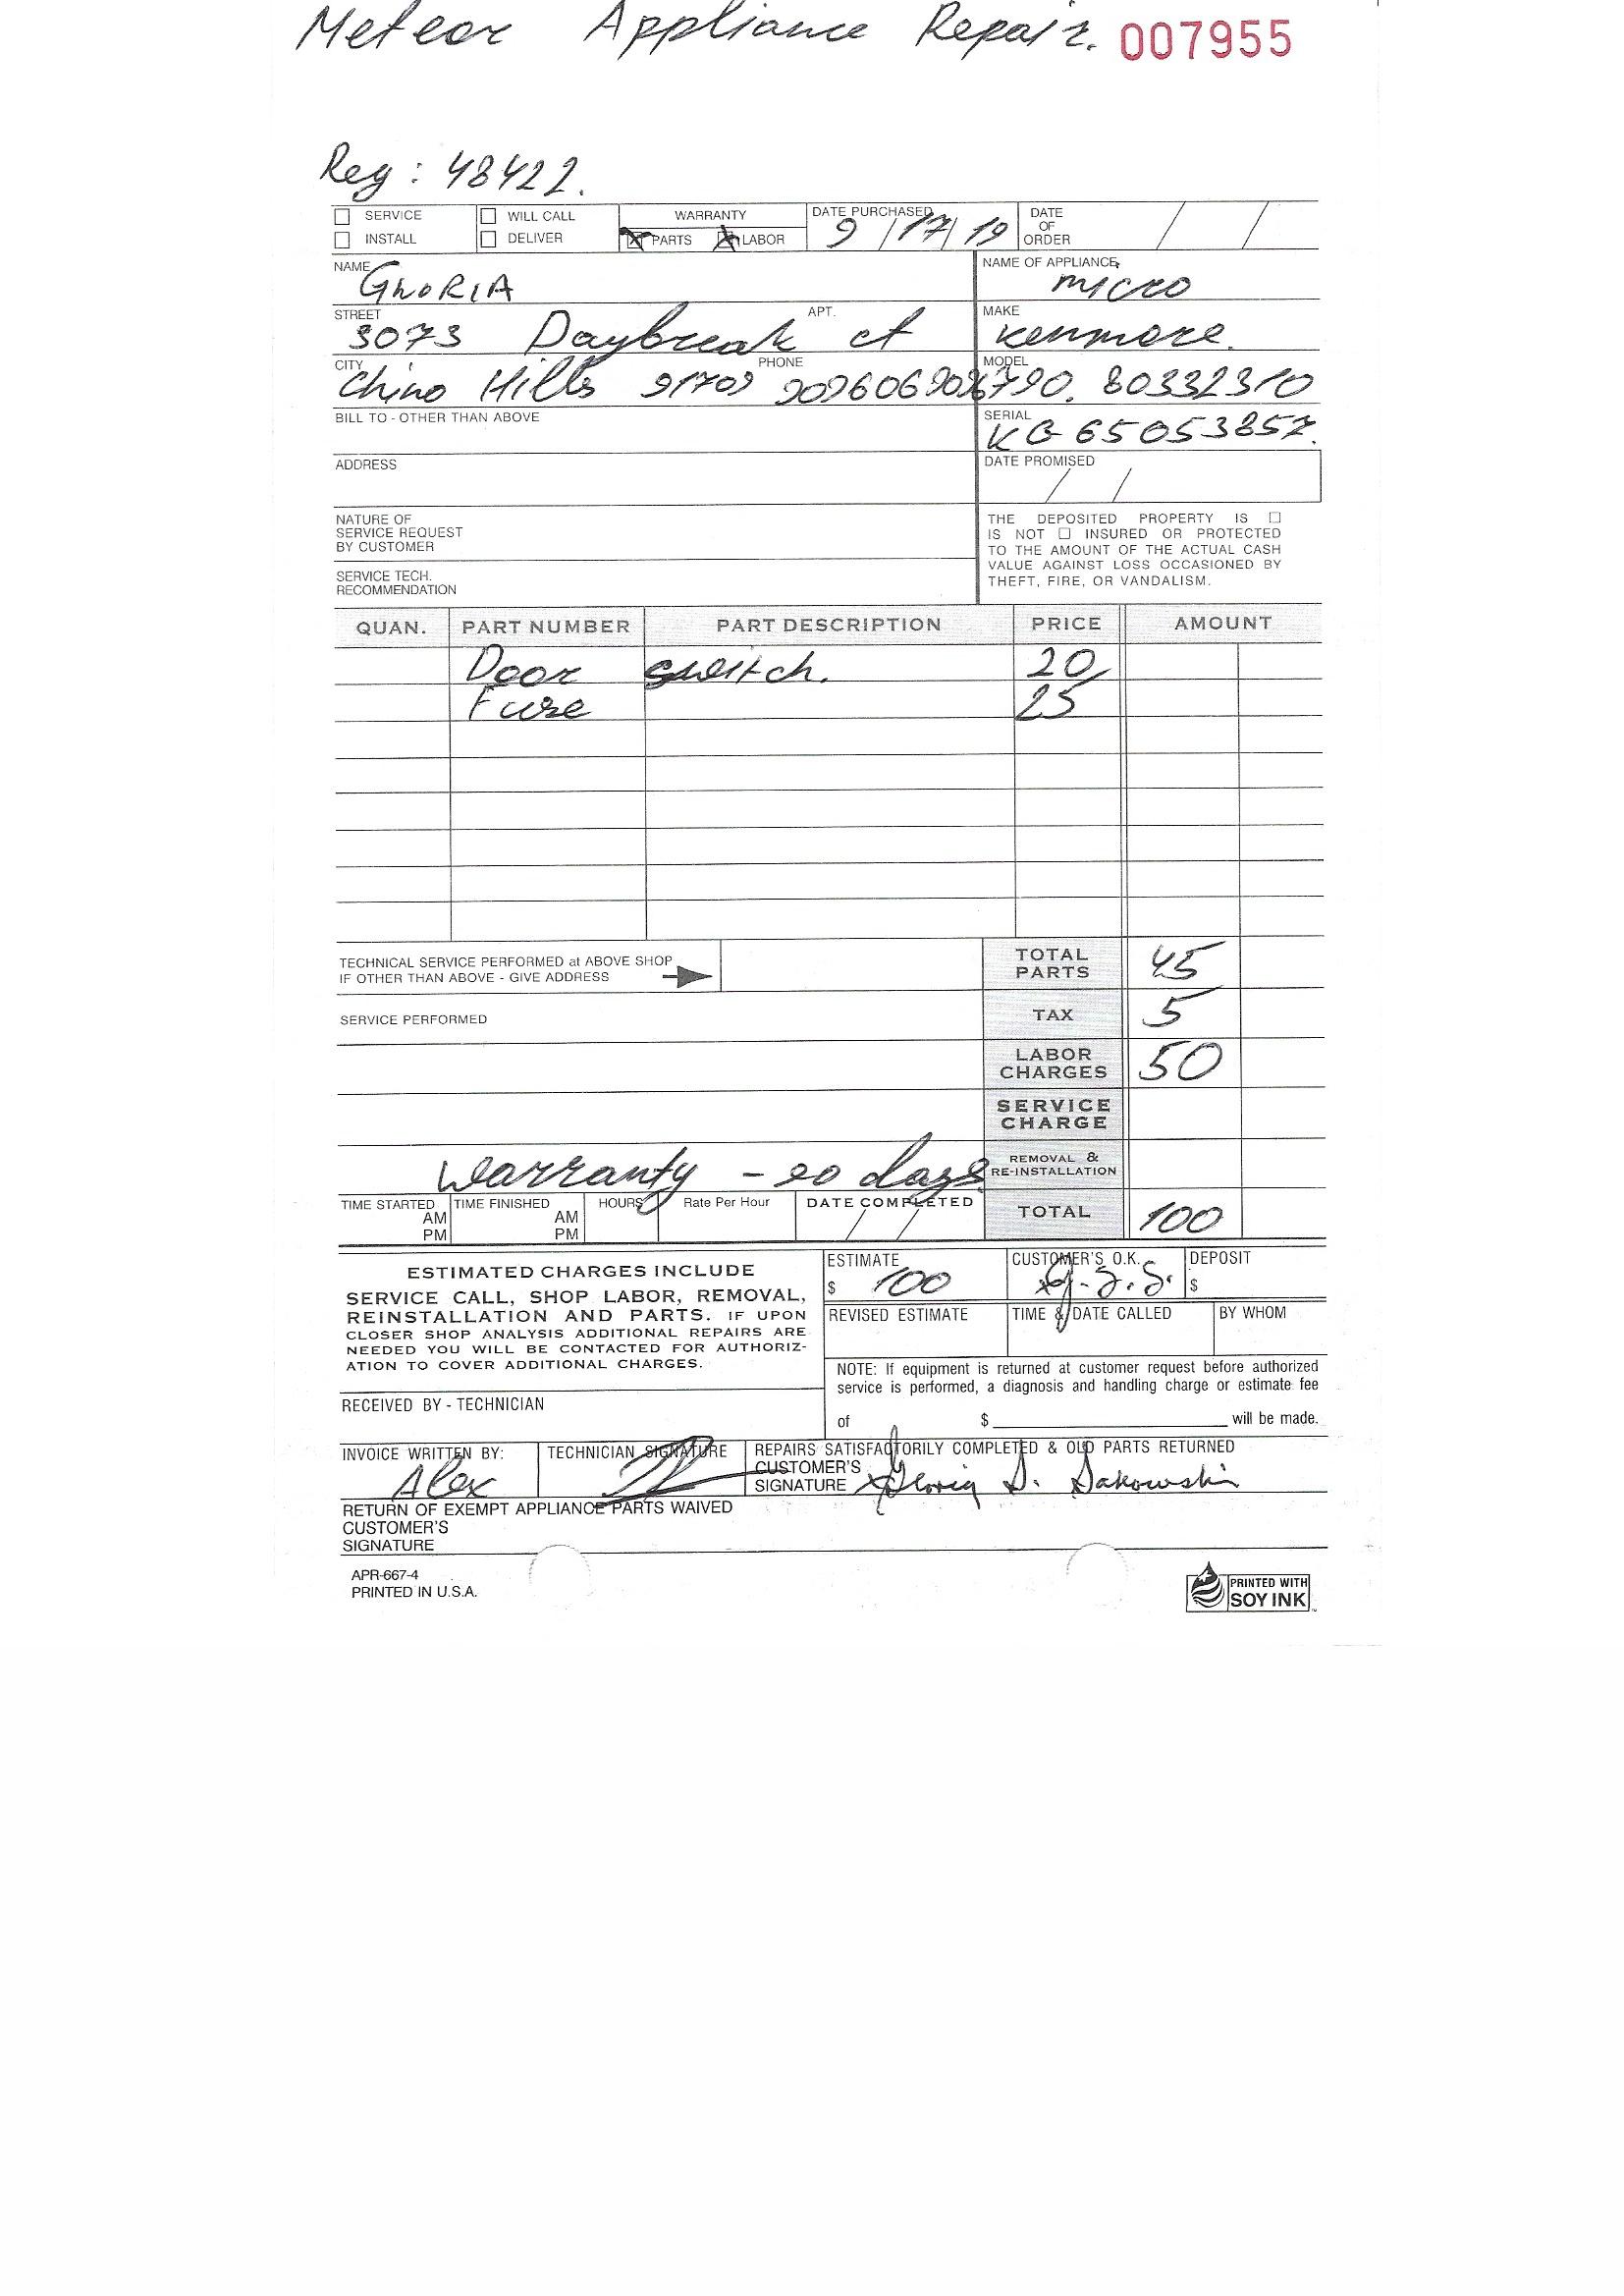 Meteor Appliance Repair. 007955
Reg: 48422.
SERVICE WILL CALL WARRANTY DATE PURCHASED 9/17/19 DATE OF ORDER / /
INSTALL DELIVER X PARTS X LABOR
NAME GLORIA NAME OF APPLIANCE micro
STREET 3073 Daybreak ct APT. MAKE Kenmore.
CITY Chino Hills 91709 PHONE MODEL 790. 80332310
BILL TO - OTHER THAN ABOVE SERIAL KG 65053857.
ADDRESS DATE PROMISED / /
NATURE OF
SERVICE REQUEST
BY CUSTOMER
SERVICE TECH.
RECOMMENDATION
THE DEPOSITED PROPERTY IS ☐
IS NOT ☐ INSURED OR PROTECTED
TO THE AMOUNT OF THE ACTUAL CASH
VALUE AGAINST LOSS OCCASIONED BY
THEFT, FIRE, OR VANDALISM.
QUAN. PART NUMBER PART DESCRIPTION PRICE AMOUNT
Door switch. 20
Fuse 25
TECHNICAL SERVICE PERFORMED at ABOVE SHOP
IF OTHER THAN ABOVE - GIVE ADDRESS
TOTAL PARTS 45
SERVICE PERFORMED TAX 5
LABOR CHARGES 50
SERVICE CHARGE
warranty - 90 days REMOVAL & RE-INSTALLATION
TIME STARTED AM PM TIME FINISHED AM PM HOURS Rate Per Hour DATE COMPLETED / / TOTAL 100
ESTIMATED CHARGES INCLUDE
SERVICE CALL, SHOP LABOR, REMOVAL,
REINSTALLATION AND PARTS. IF UPON
CLOSER SHOP ANALYSIS ADDITIONAL REPAIRS ARE
NEEDED YOU WILL BE CONTACTED FOR AUTHORIZ-
ATION TO COVER ADDITIONAL CHARGES.
ESTIMATE $ 100 CUSTOMER'S O.K. DEPOSIT $
REVISED ESTIMATE TIME & DATE CALLED BY WHOM
NOTE: If equipment is returned at customer request before authorized
service is performed, a diagnosis and handling charge or estimate fee
of $ will be made.
RECEIVED BY - TECHNICIAN
INVOICE WRITTEN BY: Alex TECHNICIAN SIGNATURE REPAIRS SATISFACTORILY COMPLETED & OLD PARTS RETURNED
CUSTOMER'S
SIGNATURE x Gloria S. Sakowski
RETURN OF EXEMPT APPLIANCE PARTS WAIVED
CUSTOMER'S
SIGNATURE
APR-667-4
PRINTED IN U.S.A.
PRINTED WITH
SOY INK